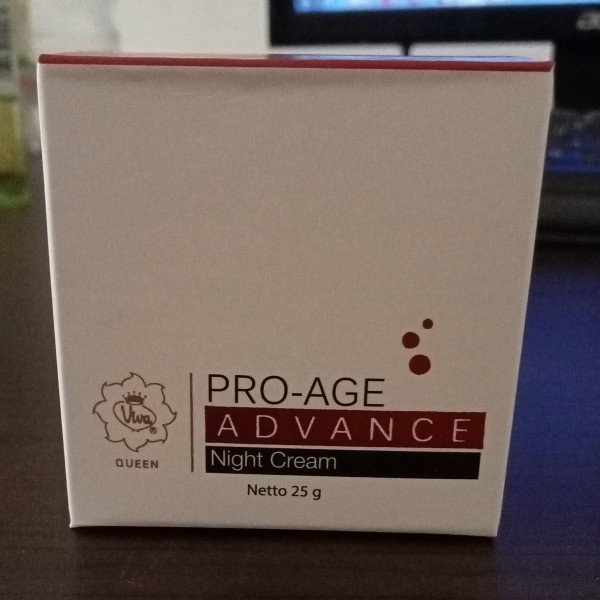 Viva®
QUEEN
PRO-AGE
ADVANCE
Night Cream
Netto 25 g